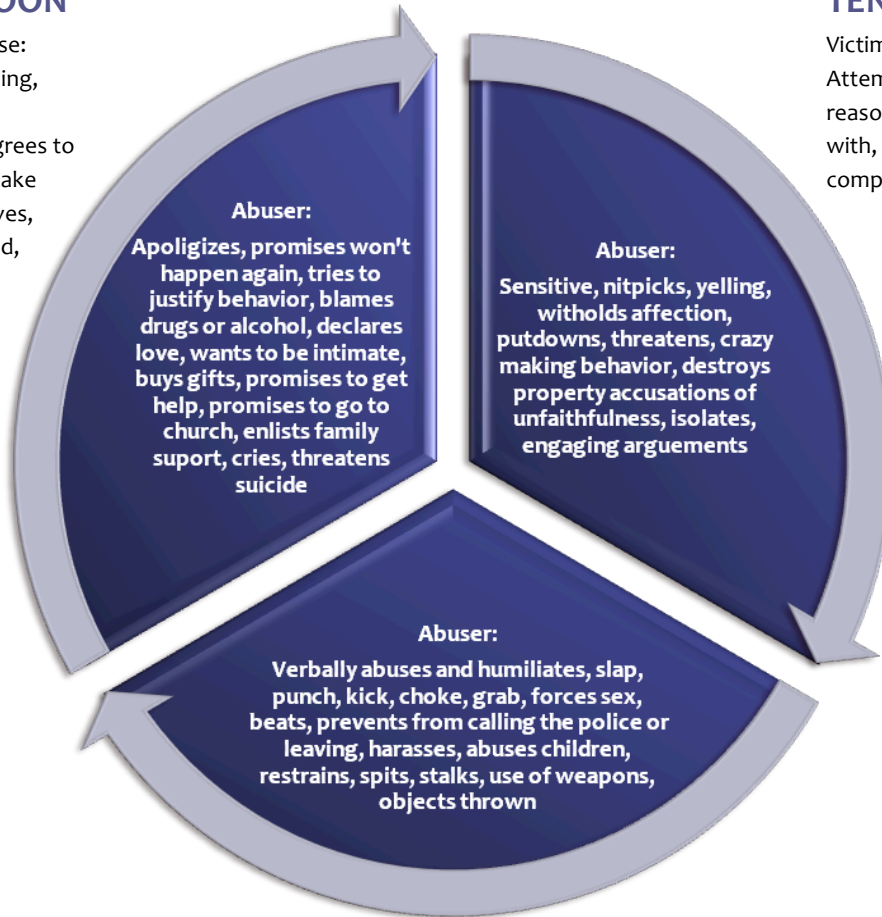 OON
se:
ing,
grees to
ake
ves,
d,
Abuser:
Apoligizes, promises won't
happen again, tries to
justify behavior, blames
drugs or alcohol, declares
love, wants to be intimate,
buys gifts, promises to get
help, promises to go to
church, enlists family
suport, cries, threatens
suicide
TEN
Victim
Attem
reaso
with,
comp
Abuser:
Sensitive, nitpicks, yelling,
witholds affection,
putdowns, threatens, crazy
making behavior, destroys
property accusations of
unfaithfulness, isolates,
engaging arguements
Abuser:
Verbally abuses and humiliates, slap,
punch, kick, choke, grab, forces sex,
beats, prevents from calling the police or
leaving, harasses, abuses children,
restrains, spits, stalks, use of weapons,
objects thrown